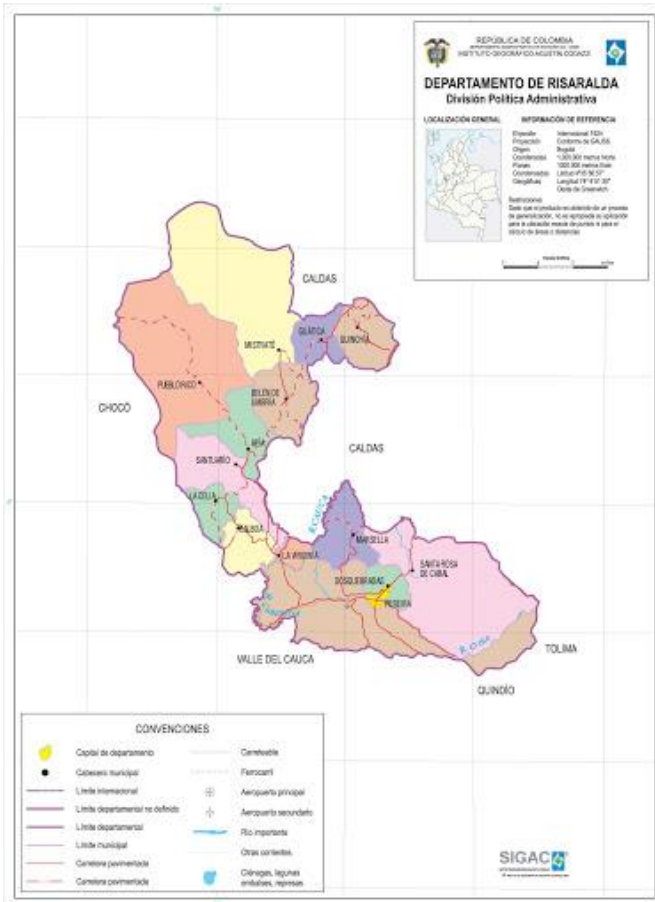 REPÚBLICA DE COLOMBIA
INSTITUTO GEOGRÁFICO AGUSTÍN CODAZZI
DEPARTAMENTO DE RISARALDA
División Política Administrativa
LOCALIZACIÓN GENERAL
INFORMACIÓN DE REFERENCIA
Origen Bogotá
CALDAS
GUÁTICA
QUINCHÍA
MISTRATÓ
PUEBLO RICO
BELÉN DE
UMBRÍA
CHOCÓ
APÍA
CALDAS
SANTUARIO
LA CELIA
R. CAUCA
BALBOA
MARSELLA
LA VIRGINIA
SANTA ROSA
DE CABAL
DOSQUEBRADAS
PEREIRA
TOLIMA
VALLE DEL CAUCA
QUINDÍO
CONVENCIONES
Capital de departamento
Cabecera municipal
Límite internacional
Límite departamental no definido
Límite departamental
Límite municipal
Carretera pavimentada
Carretera pavimentada
Carreteable
Ferrocarril
Aeropuerto principal
Aeropuerto secundario
Río importante
Otras corrientes
Ciénagas, lagunas
embalses, represas
SIGAC